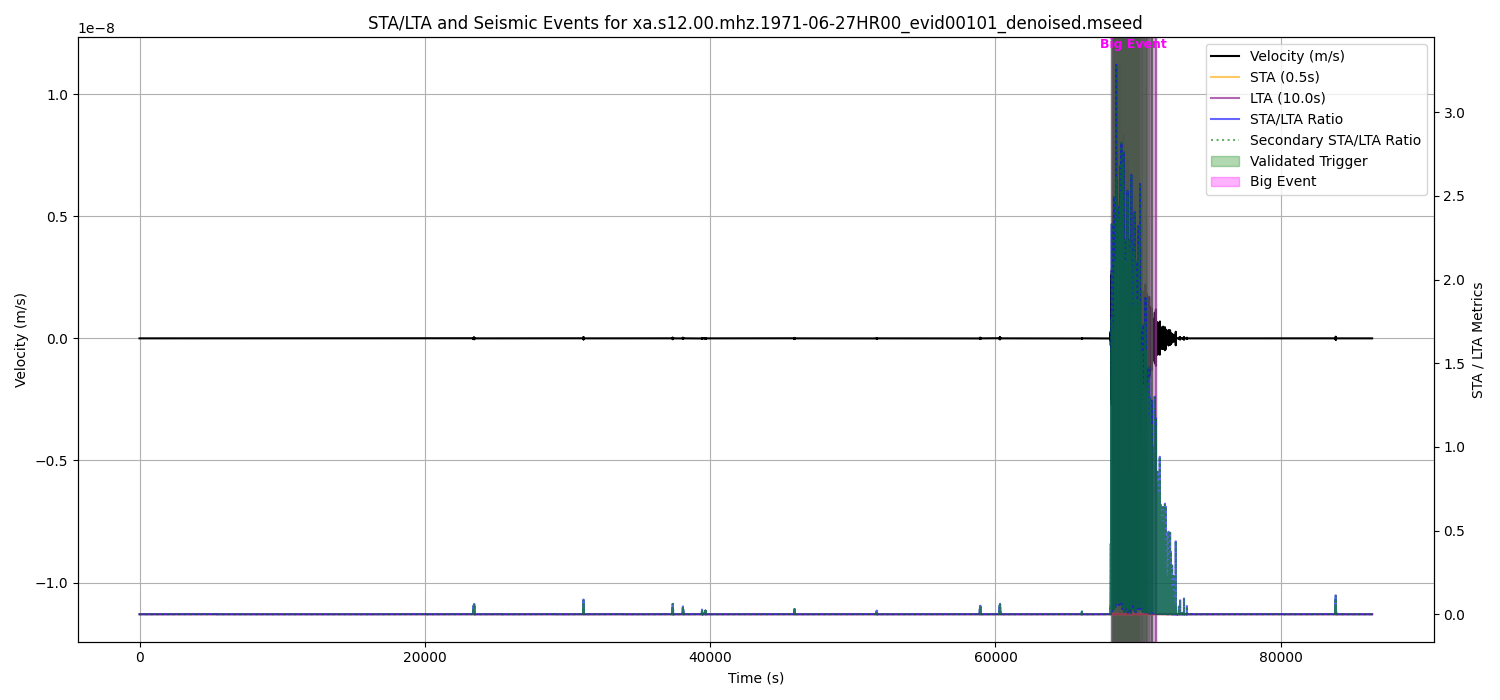 STA/LTA and Seismic Events for xa.s12.00.mhz.1971-06-27HR00_evid00101_denoised.mseed
1e−8
Big Event
Velocity (m/s)
STA (0.5s)
LTA (10.0s)
STA/LTA Ratio
Secondary STA/LTA Ratio
Validated Trigger
Big Event
1.0
0.5
0.0
−0.5
−1.0
Velocity (m/s)
3.0
2.5
2.0
1.5
1.0
0.5
0.0
STA / LTA Metrics
0
20000
40000
60000
80000
Time (s)